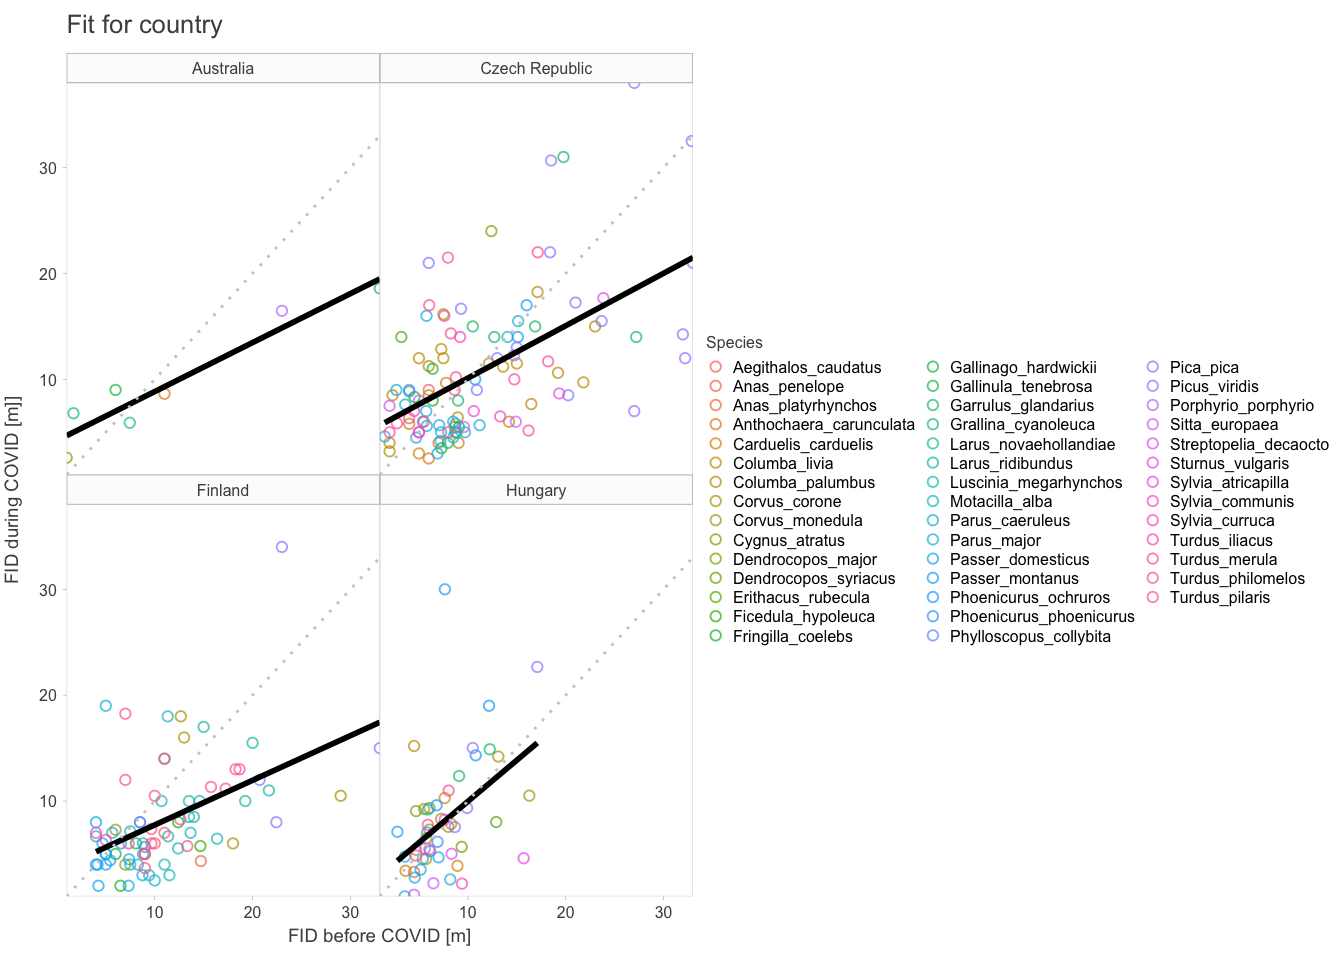 Fit for country
Australia
Czech Republic
30
20
10
Finland
Hungary
30
20
10
10
20
30
10
20
30
FID before COVID [m]
FID during COVID [m]]
Species
Aegithalos_caudatus
Anas_penelope
Anas_platyrhynchos
Anthochaera_carunculata
Carduelis_carduelis
Columba_livia
Columba_palumbus
Corvus_corone
Corvus_monedula
Cygnus_atratus
Dendrocopos_major
Dendrocopos_syriacus
Erithacus_rubecula
Ficedula_hypoleuca
Fringilla_coelebs
Gallinago_hardwickii
Gallinula_tenebrosa
Garrulus_glandarius
Grallina_cyanoleuca
Larus_novaehollandiae
Larus_ridibundus
Luscinia_megarhynchos
Motacilla_alba
Parus_caeruleus
Parus_major
Passer_domesticus
Passer_montanus
Phoenicurus_ochruros
Phoenicurus_phoenicurus
Phylloscopus_collybita
Pica_pica
Picus_viridis
Porphyrio_porphyrio
Sitta_europaea
Streptopelia_decaocto
Sturnus_vulgaris
Sylvia_atricapilla
Sylvia_communis
Sylvia_curruca
Turdus_iliacus
Turdus_merula
Turdus_philomelos
Turdus_pilaris